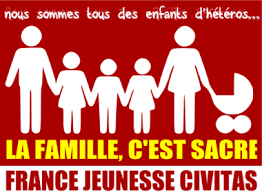 nous sommes tous des enfants d'hétéros...
LA FAMILLE, C'EST SACRE
FRANCE JEUNESSE CIVITAS